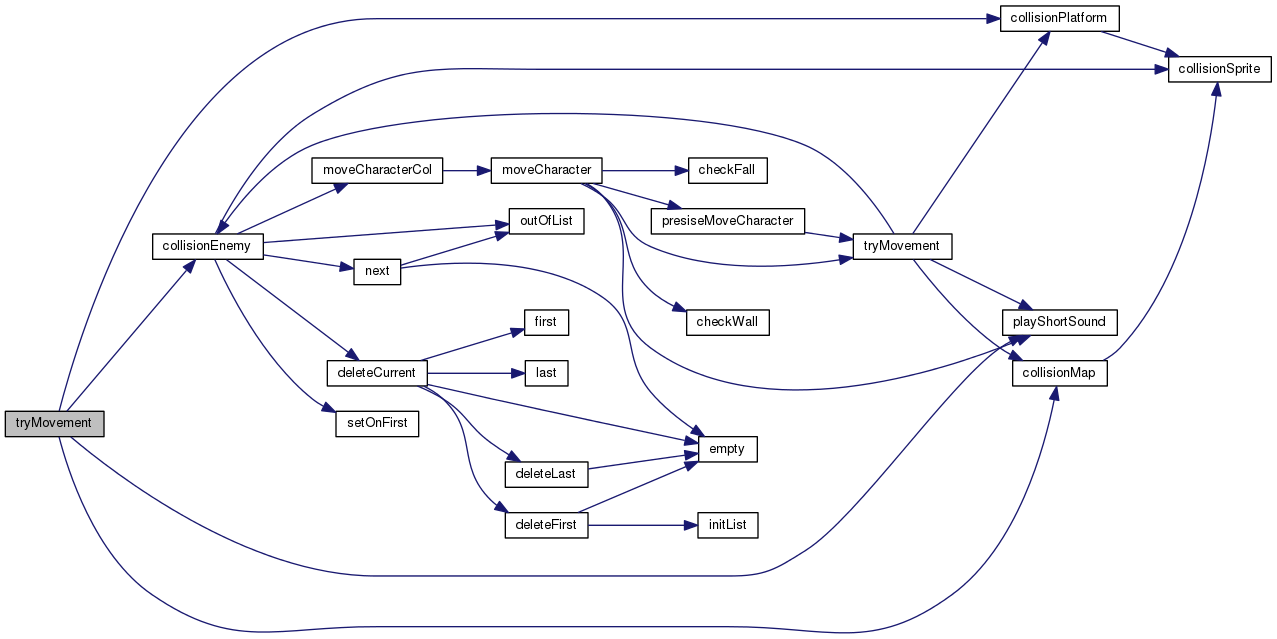 collisionPlatform
collisionSprite
moveCharacterCol
moveCharacter
checkFall
presiseMoveCharacter
outOfList
collisionEnemy
tryMovement
next
first
checkWall
playShortSound
deleteCurrent
last
collisionMap
tryMovement
setOnFirst
empty
deleteLast
deleteFirst
initList